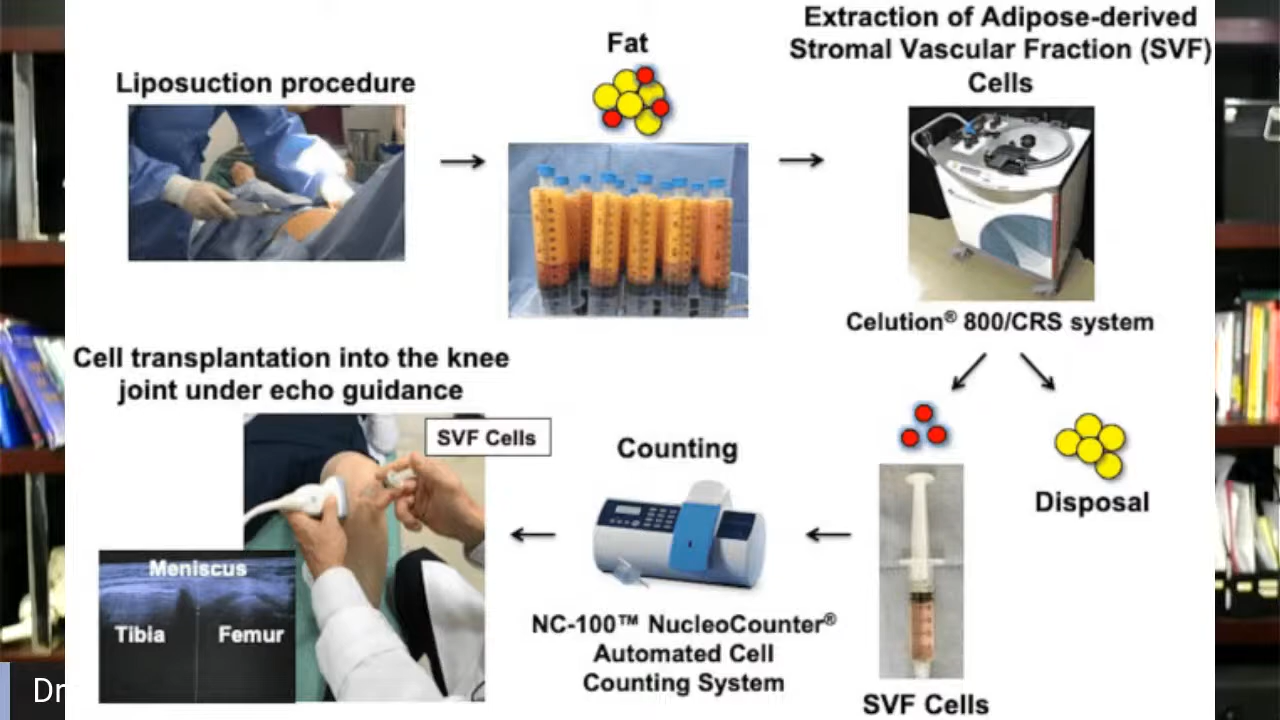 Liposuction procedure
Fat
Extraction of Adipose-derived
Stromal Vascular Fraction (SVF)
Cells
Celution® 800/CRS system
Disposal
SVF Cells
Counting
NC-100™ NucleoCounter®
Automated Cell
Counting System
Cell transplantation into the knee
joint under echo guidance
SVF Cells
Meniscus
Tibia
Femur
Dr